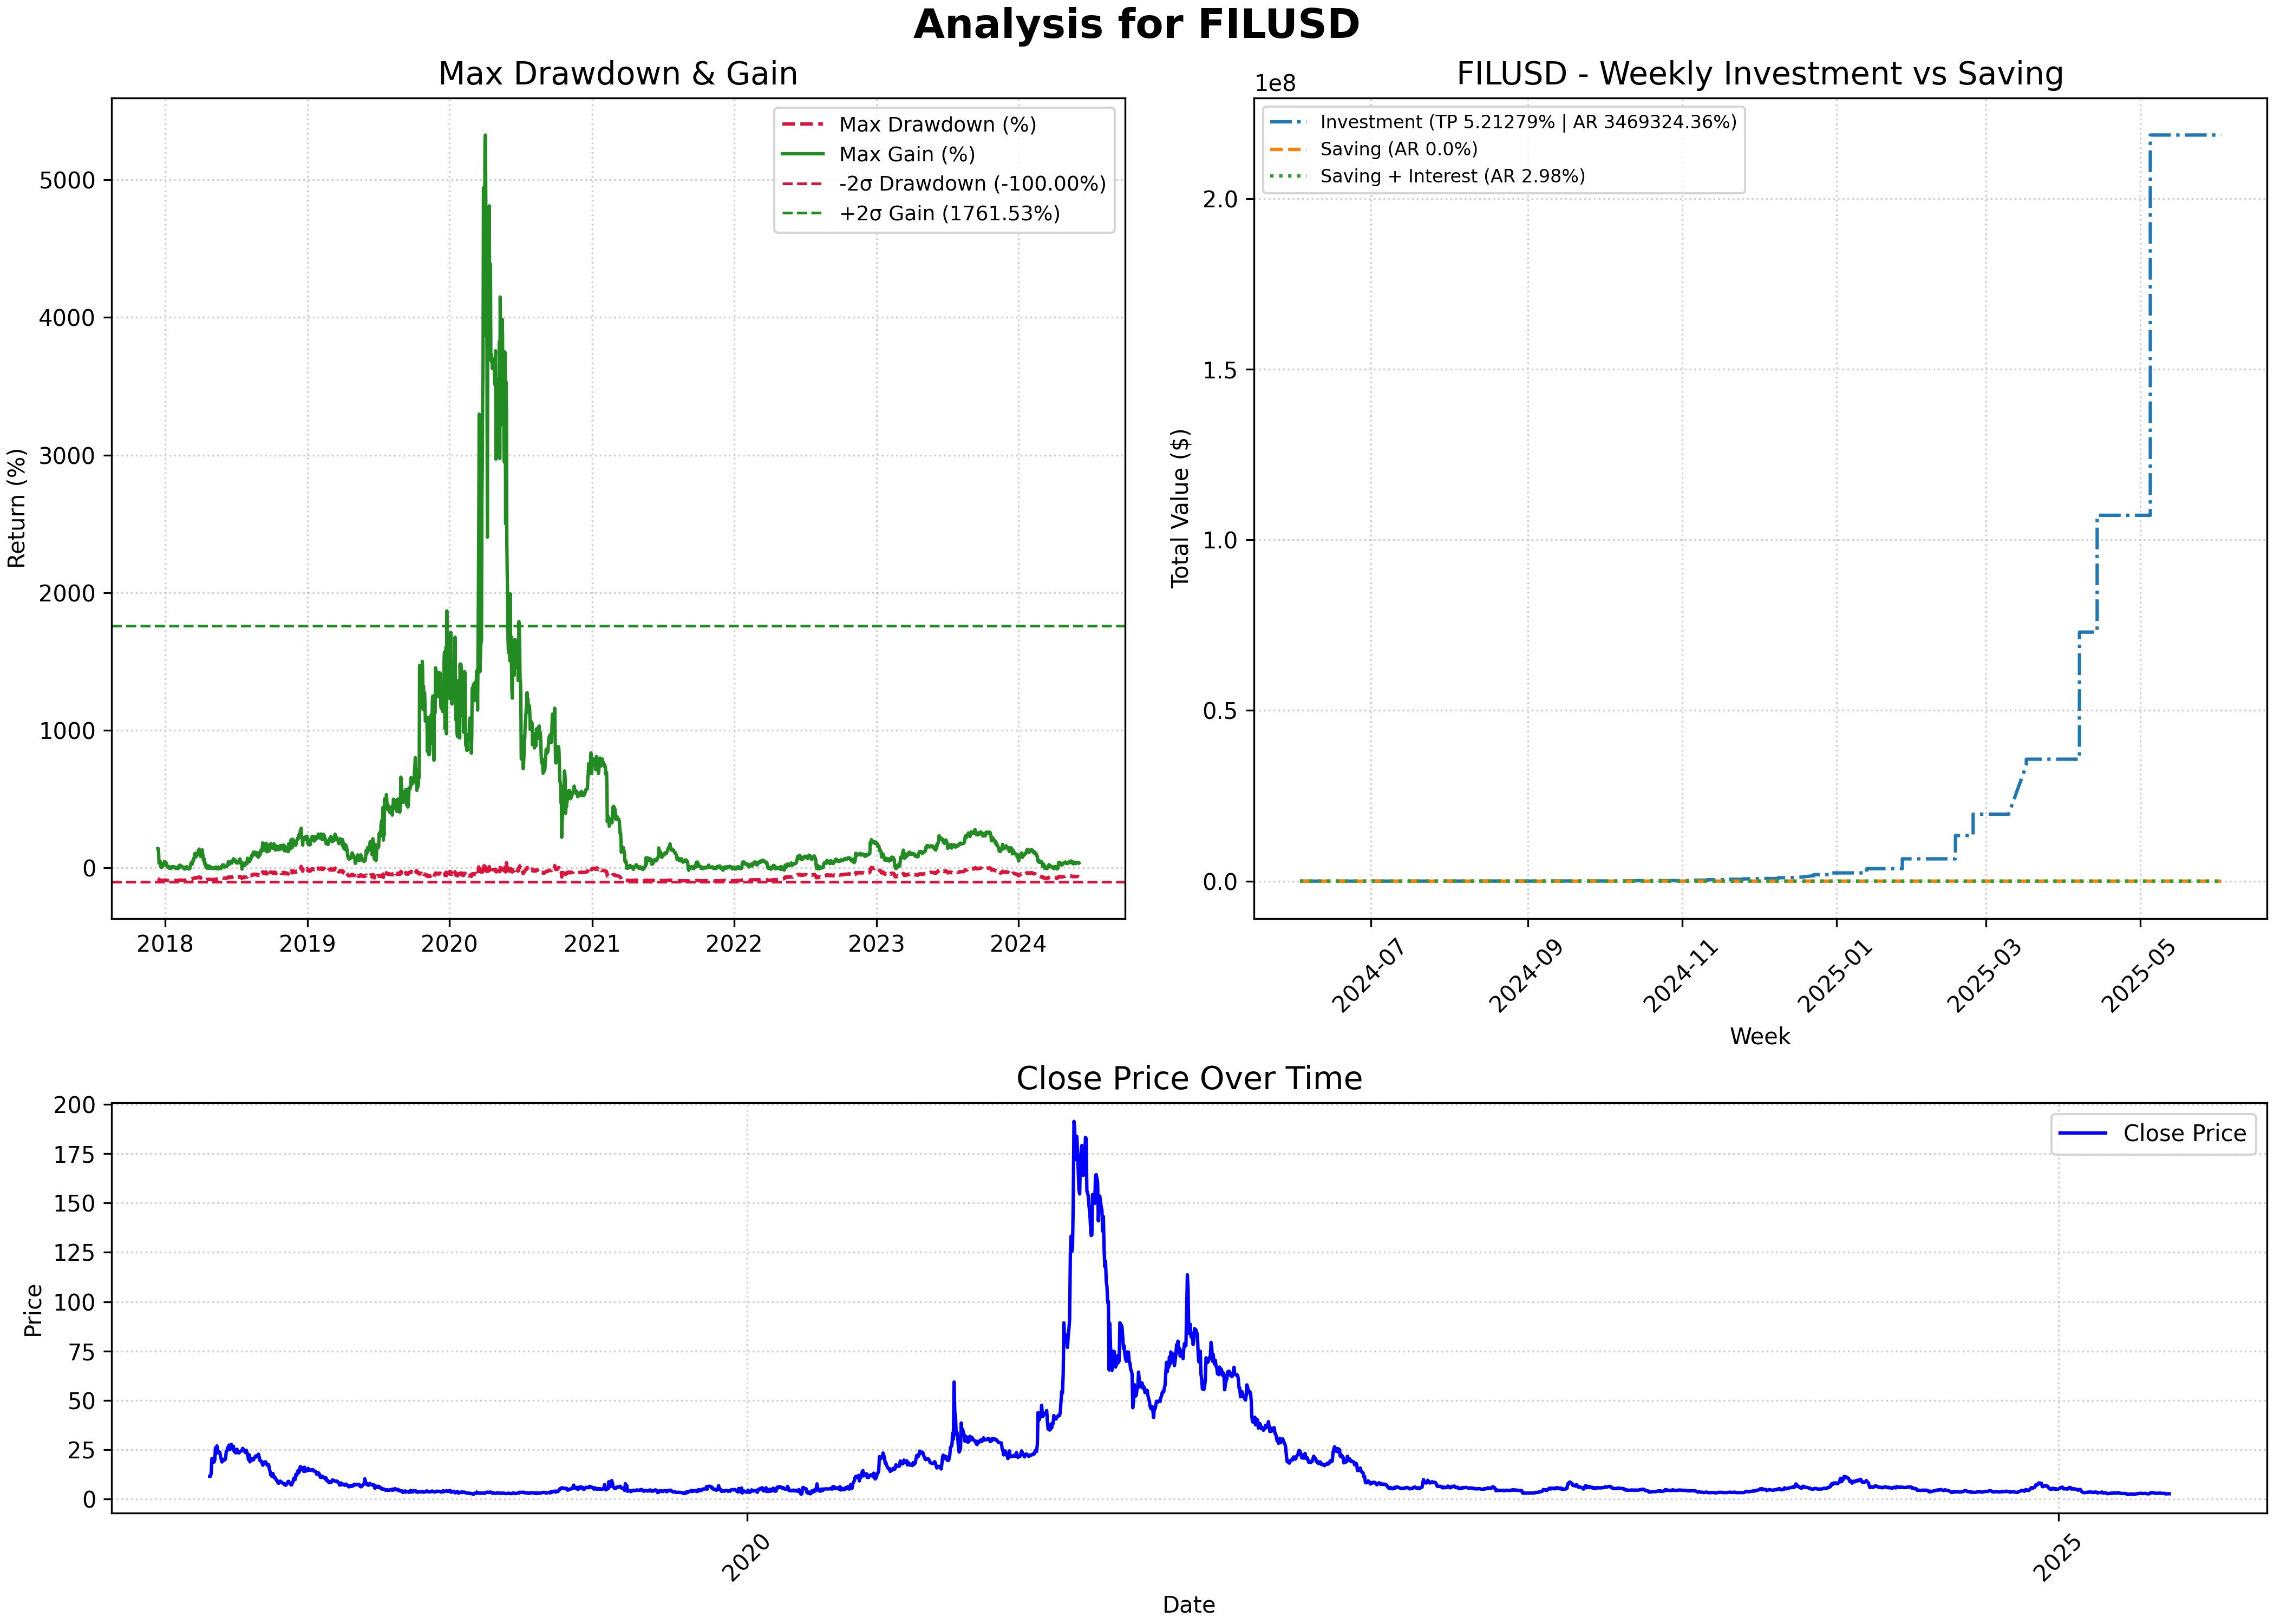 Analysis for FILUSD
Max Drawdown & Gain
Max Drawdown (%)
Max Gain (%)
-2σ Drawdown (-100.00%)
+2σ Gain (1761.53%)
Return (%)
5000
4000
3000
2000
1000
0
2018
2019
2020
2021
2022
2023
2024
FILUSD - Weekly Investment vs Saving
1e8
Investment (TP 5.21279% | AR 3469324.36%)
Saving (AR 0.0%)
Saving + Interest (AR 2.98%)
Total Value ($)
2.0
1.5
1.0
0.5
0.0
2024-07
2024-09
2024-11
2025-01
2025-03
2025-05
Week
Close Price Over Time
Close Price
Price
200
175
150
125
100
75
50
25
0
2020
2025
Date